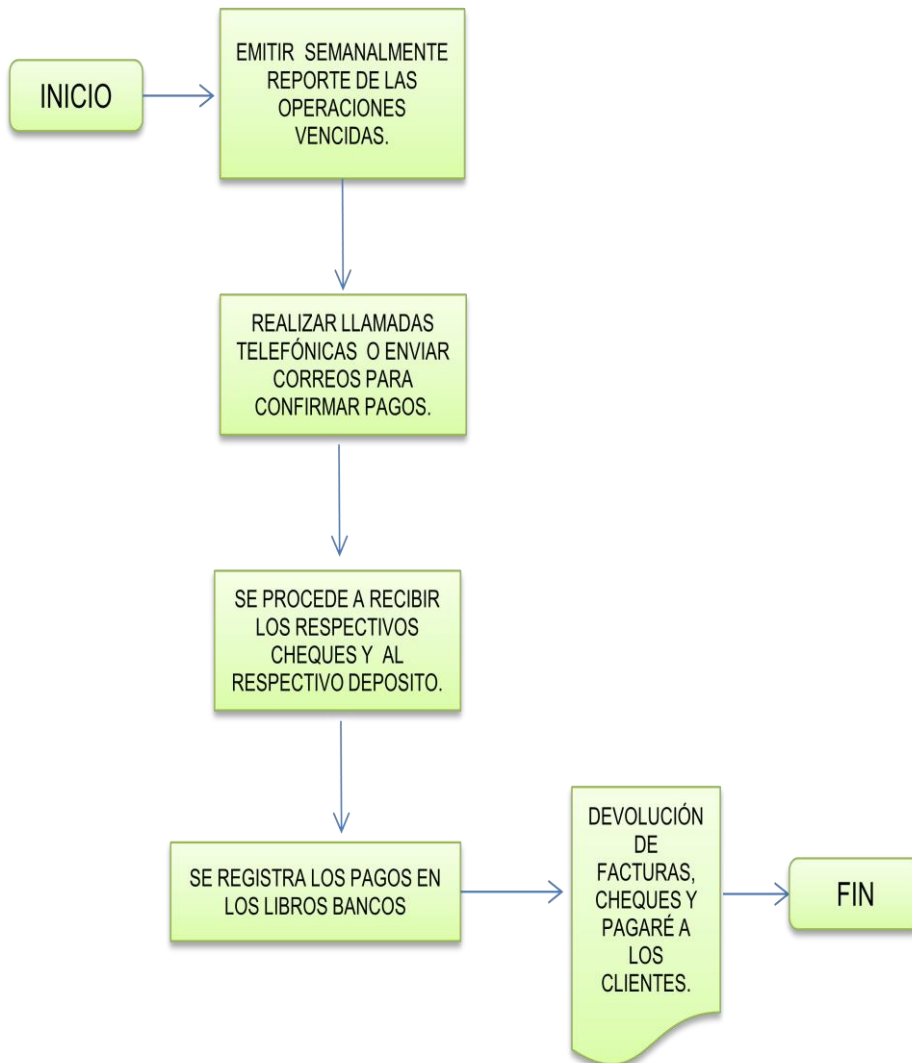 INICIO
EMITIR SEMANALMENTE
REPORTE DE LAS
OPERACIONES
VENCIDAS.
REALIZAR LLAMADAS
TELEFÓNICAS O ENVIAR
CORREOS PARA
CONFIRMAR PAGOS.
SE PROCEDE A RECIBIR
LOS RESPECTIVOS
CHEQUES Y AL
RESPECTIVO DEPOSITO.
SE REGISTRA LOS PAGOS EN
LOS LIBROS BANCOS
DEVOLUCIÓN
DE
FACTURAS,
CHEQUES Y
PAGARÉ A
LOS
CLIENTES.
FIN